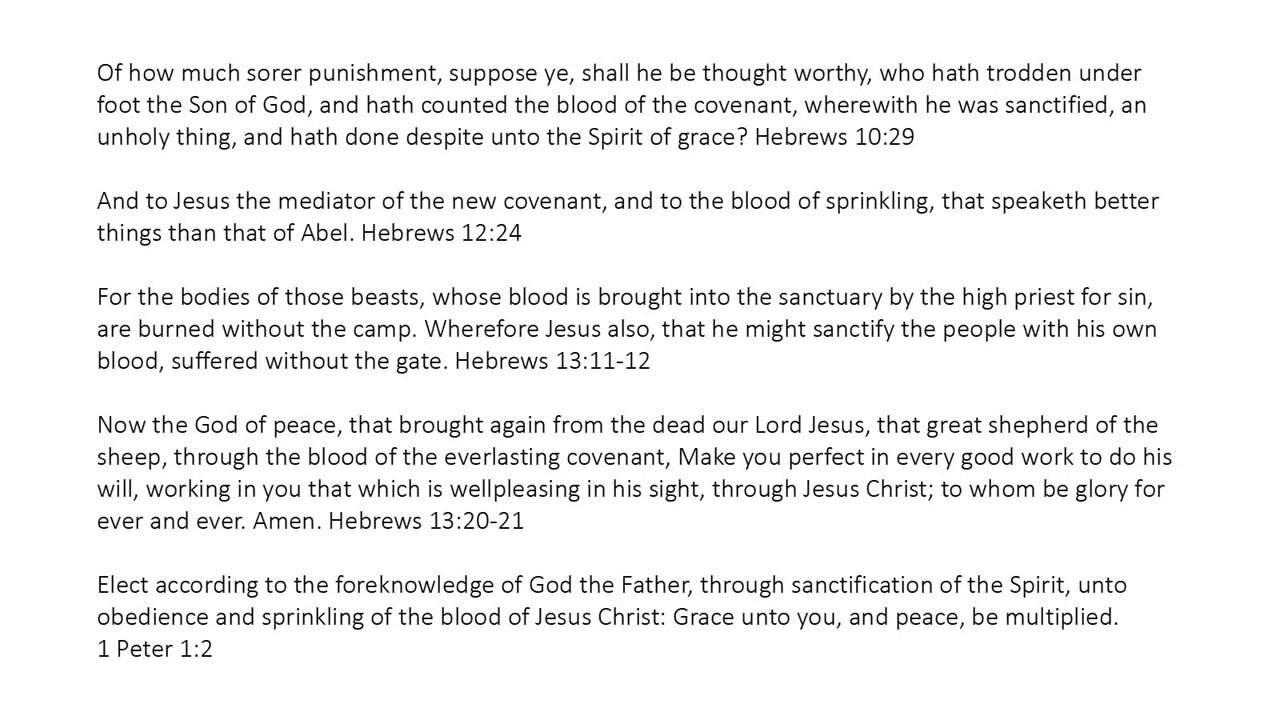 Of how much sorer punishment, suppose ye, shall he be thought worthy, who hath trodden under
foot the Son of God, and hath counted the blood of the covenant, wherewith he was sanctified, an
unholy thing, and hath done despite unto the Spirit of grace? Hebrews 10:29
And to Jesus the mediator of the new covenant, and to the blood of sprinkling, that speaketh better
things than that of Abel. Hebrews 12:24
For the bodies of those beasts, whose blood is brought into the sanctuary by the high priest for sin,
are burned without the camp. Wherefore Jesus also, that he might sanctify the people with his own
blood, suffered without the gate. Hebrews 13:11-12
Now the God of peace, that brought again from the dead our Lord Jesus, that great shepherd of the
sheep, through the blood of the everlasting covenant, Make you perfect in every good work to do his
will, working in you that which is wellpleasing in his sight, through Jesus Christ; to whom be glory for
ever and ever. Amen. Hebrews 13:20-21
Elect according to the foreknowledge of God the Father, through sanctification of the Spirit, unto
obedience and sprinkling of the blood of Jesus Christ: Grace unto you, and peace, be multiplied.
1 Peter 1:2